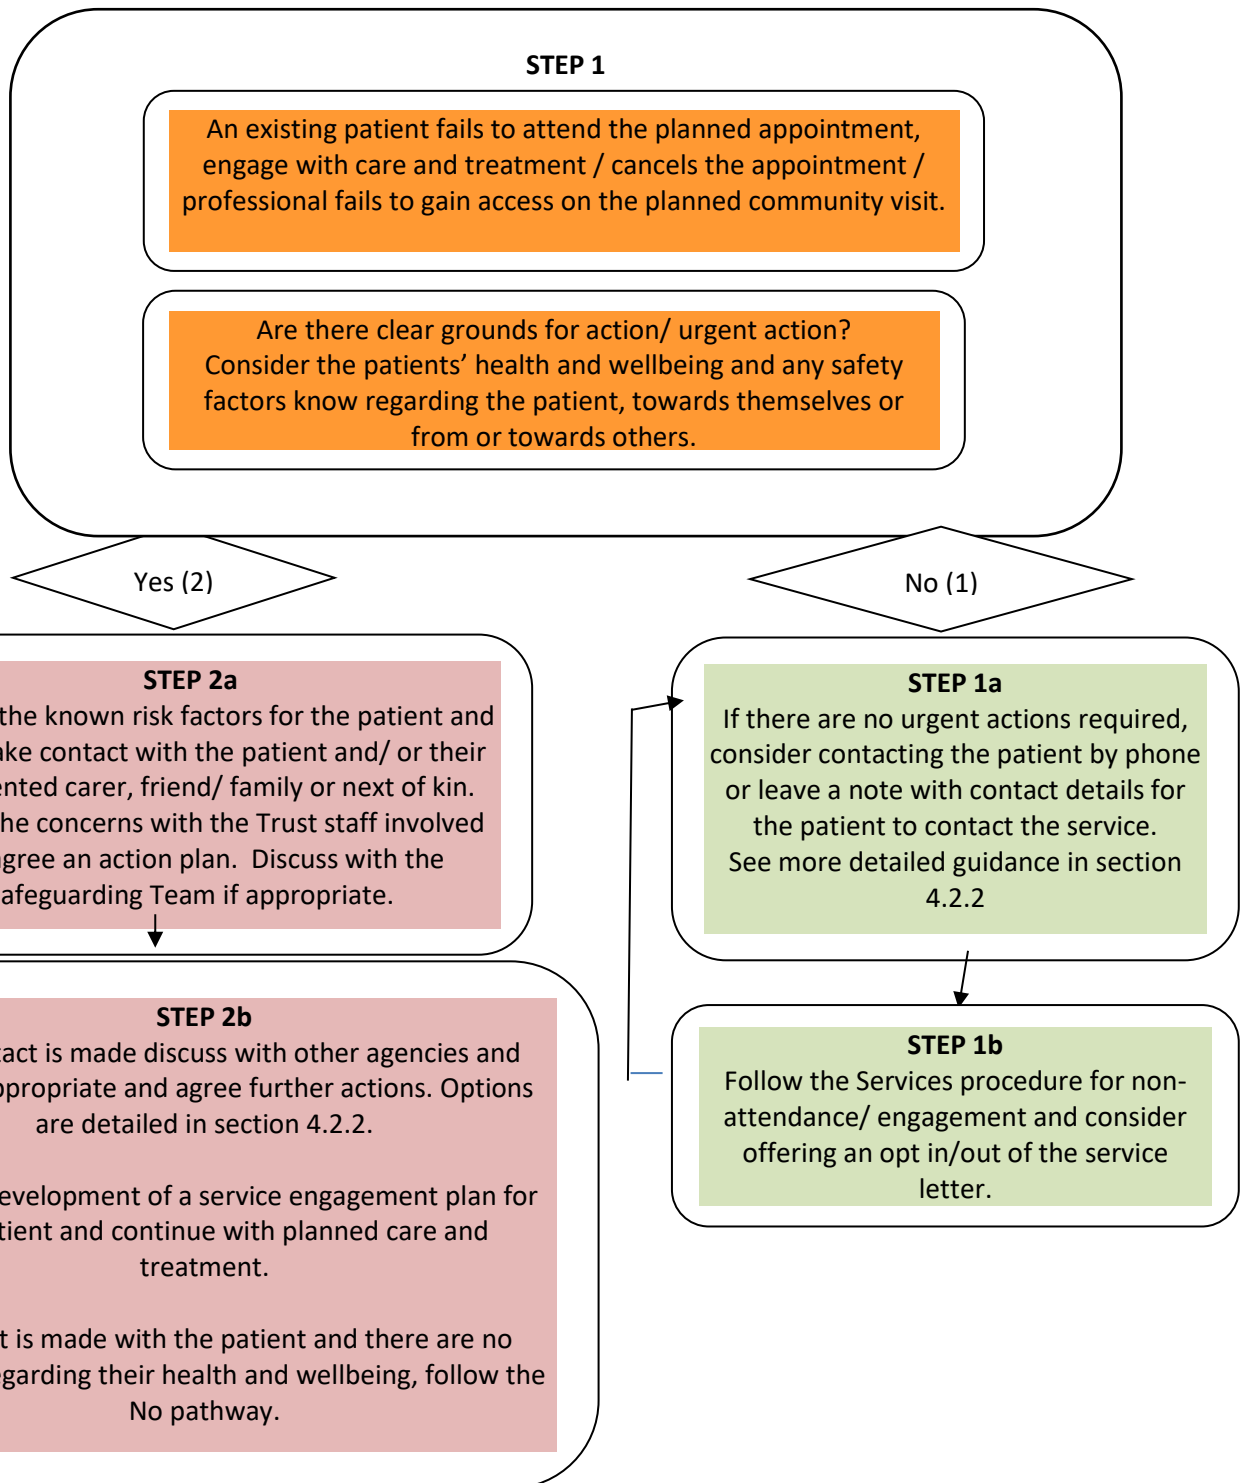 STEP 1
An existing patient fails to attend the planned appointment,
engage with care and treatment / cancels the appointment /
professional fails to gain access on the planned community visit.
Are there clear grounds for action/ urgent action?
Consider the patients’ health and wellbeing and any safety
factors know regarding the patient, towards themselves or
from or towards others.
Yes (2)
No (1)
STEP 2a
the known risk factors for the patient and
ake contact with the patient and/ or their
ented carer, friend/ family or next of kin.
he concerns with the Trust staff involved
gree an action plan.  Discuss with the
afeguarding Team if appropriate.
STEP 2b
tact is made discuss with other agencies and
ppropriate and agree further actions. Options
are detailed in section 4.2.2.
evelopment of a service engagement plan for
tient and continue with planned care and
treatment.
t is made with the patient and there are no
egarding their health and wellbeing, follow the
No pathway.
STEP 1a
If there are no urgent actions required,
consider contacting the patient by phone
or leave a note with contact details for
the patient to contact the service.
See more detailed guidance in section
4.2.2
STEP 1b
Follow the Services procedure for non-
attendance/ engagement and consider
offering an opt in/out of the service
letter.